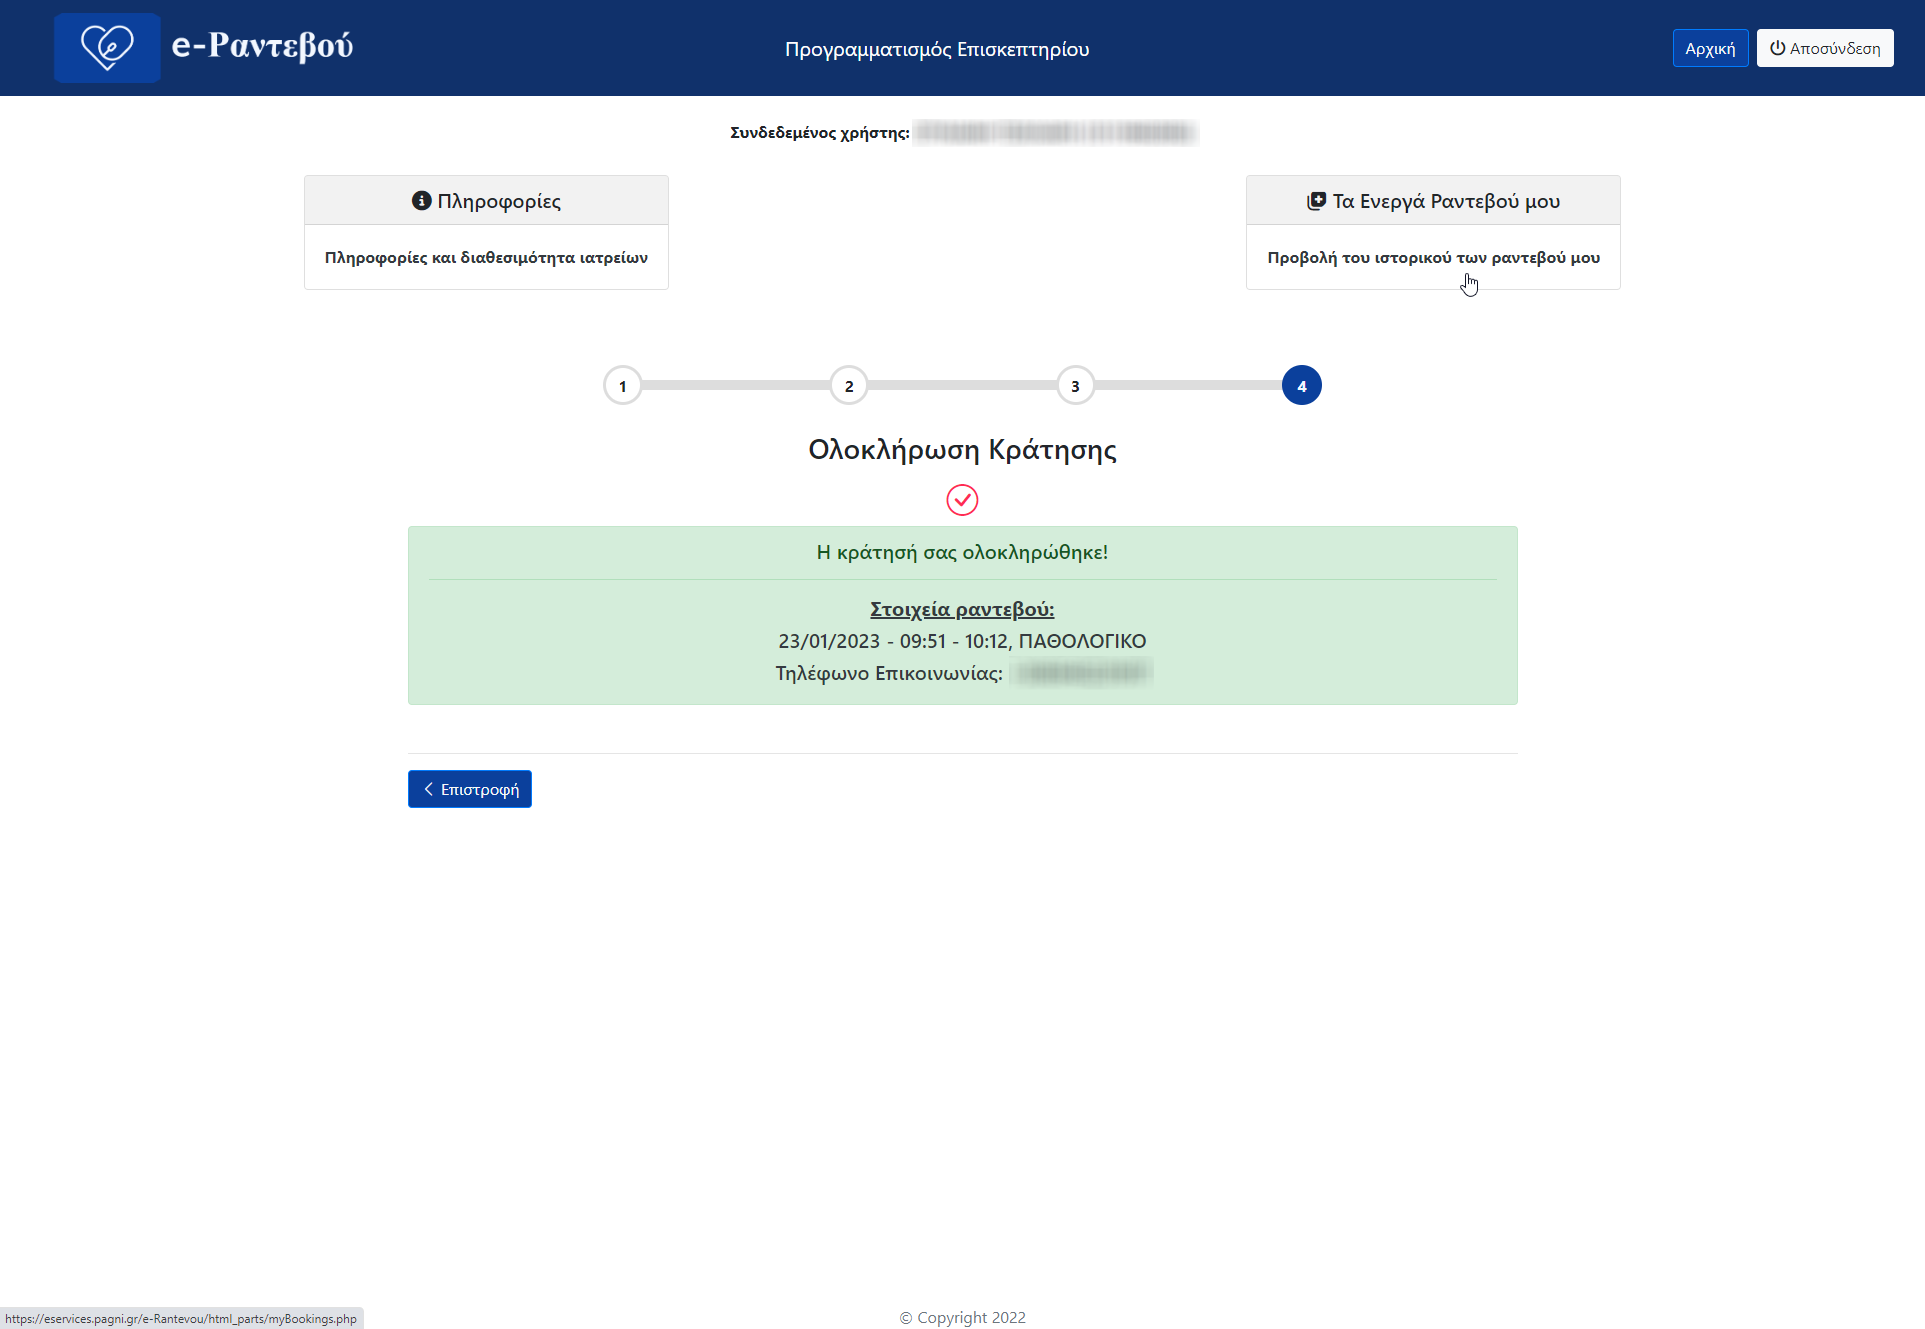 e-Ραντεβού
Προγραμματισμός Επισκεπτηρίου
Αρχική
Αποσύνδεση
Συνδεδεμένος χρήστης:
Πληροφορίες
Πληροφορίες και διαθεσιμότητα ιατρείων
Τα Ενεργά Ραντεβού μου
Προβολή του ιστορικού των ραντεβού μου
1 2 3 4
Ολοκλήρωση Κράτησης
Η κράτησή σας ολοκληρώθηκε!
Στοιχεία ραντεβού:
23/01/2023 - 09:51 - 10:12, ΠΑΘΟΛΟΓΙΚΟ
Τηλέφωνο Επικοινωνίας:
Επιστροφή
https://eservices.pagni.gr/e-Rantevou/html_parts/myBookings.php
© Copyright 2022